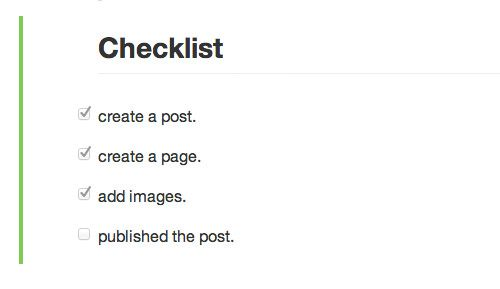 Checklist
create a post.
create a page.
add images.
published the post.